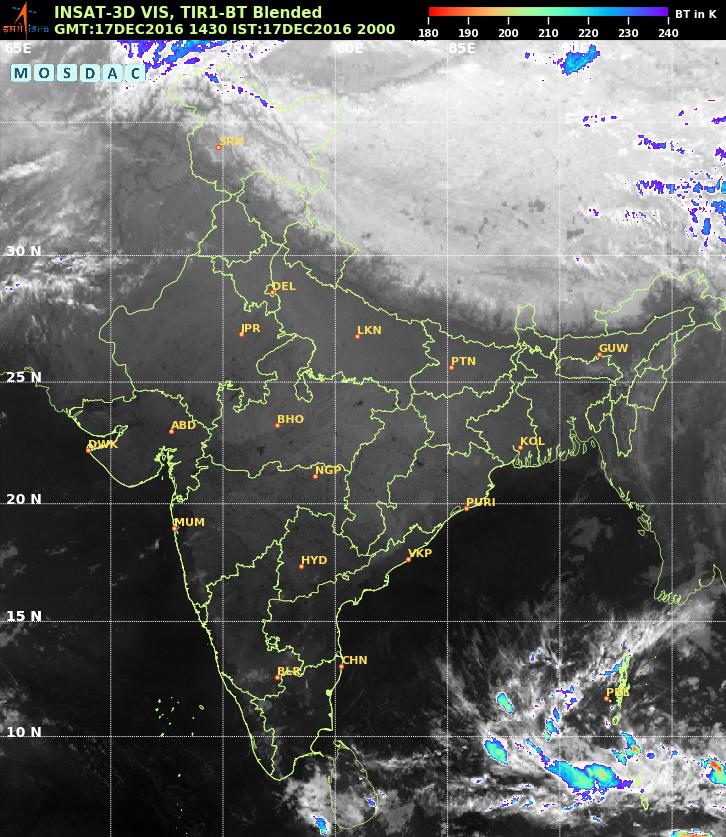 INSAT-3D VIS, TIR1-BT Blended
GMT:17DEC2016 1430 IST:17DEC2016 2000
BT in K
180 190 200 210 220 230 240
65E 70E 80E 85E
MOSDAC
SRN
30 N
DEL
JPR
LKN
GUW
PTN
25 N
BHO
ABD
KOL
DWK
NGP
20 N
PURI
MUM
VKP
HYD
15 N
CHN
BLR
PBL
10 N